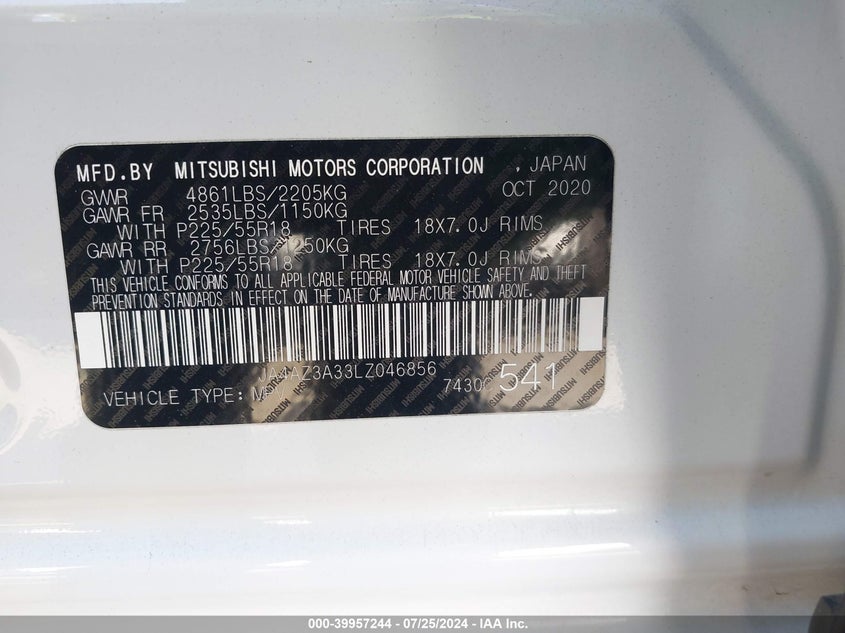 MFD.BY MITSUBISHI MOTORS CORPORATION , JAPAN
GVWR 4861LBS/2205KG OCT 2020
GAWR FR 2535LBS/1150KG
WITH P225/55R18 TIRES 18X7.0J RIMS
GAWR RR 2756LBS/1250KG
WITH P225/55R18 TIRES 18X7.0J RIMS
THIS VEHICLE CONFORMS TO ALL APPLICABLE FEDERAL MOTOR VEHICLE SAFETY AND THEFT
PREVENTION STANDARDS IN EFFECT ON THE DATE OF MANUFACTURE SHOWN ABOVE.
JA4AZ3A33LZ046856
VEHICLE TYPE: 7430C 541
000-39957244 / 07/25/2024 - IAA Inc.